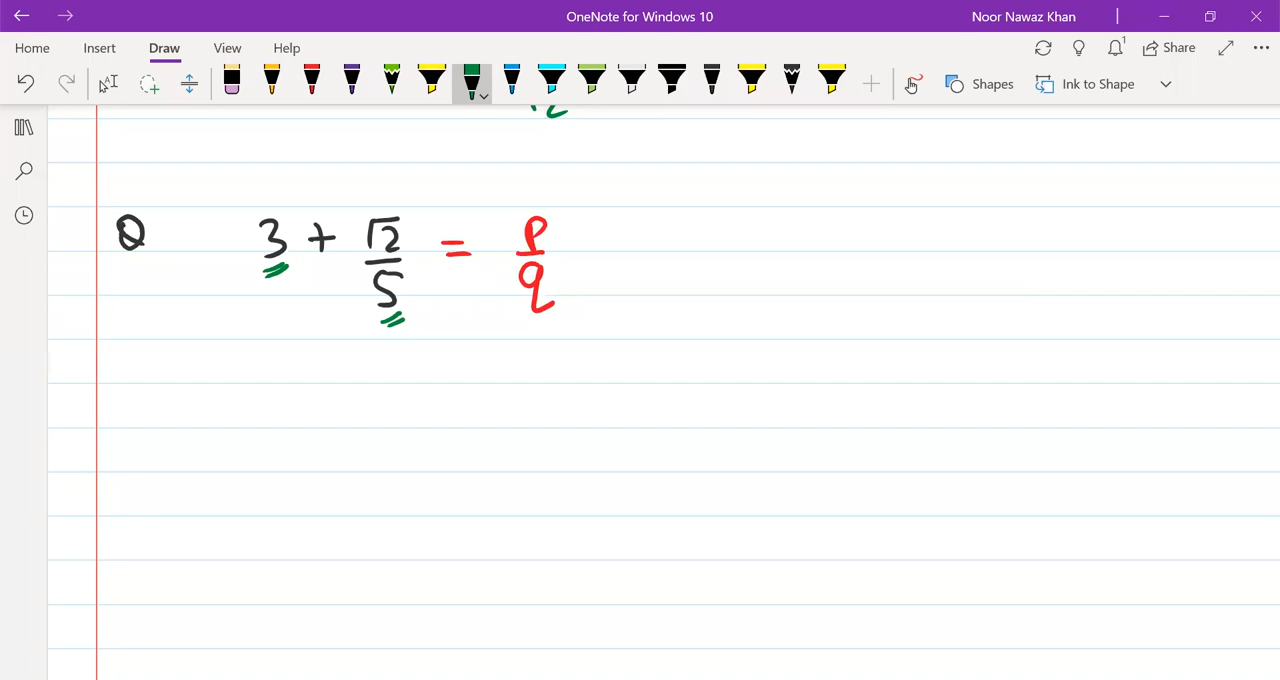 OneNote for Windows 10
Noor Nawaz Khan
Home Insert Draw View Help
1 Share
Shapes Ink to Shape
Q 3 + √2/5 = p/q